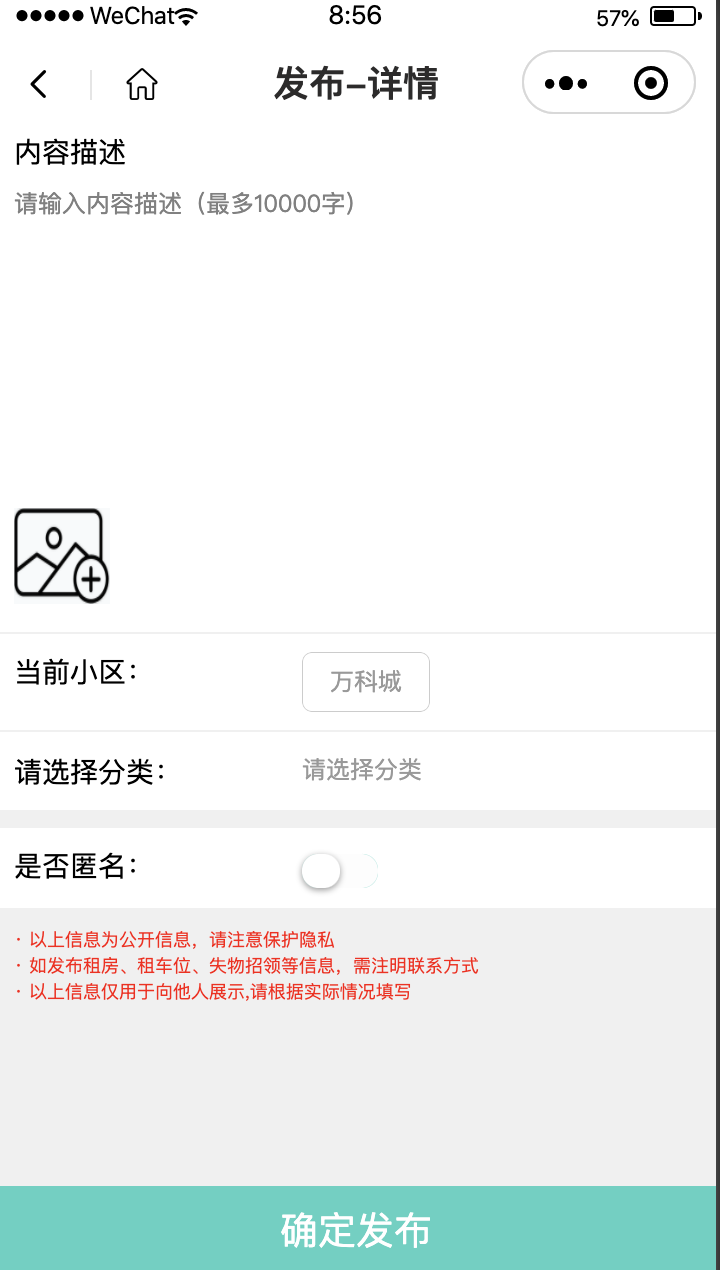 ●●●●● WeChat 8:56 57%
发布-详情
内容描述
请输入内容描述（最多10000字）
当前小区：
万科城
请选择分类：
请选择分类
是否匿名：
· 以上信息为公开信息，请注意保护隐私
· 如发布租房、租车位、失物招领等信息，需注明联系方式
· 以上信息仅用于向他人展示,请根据实际情况填写
确定发布